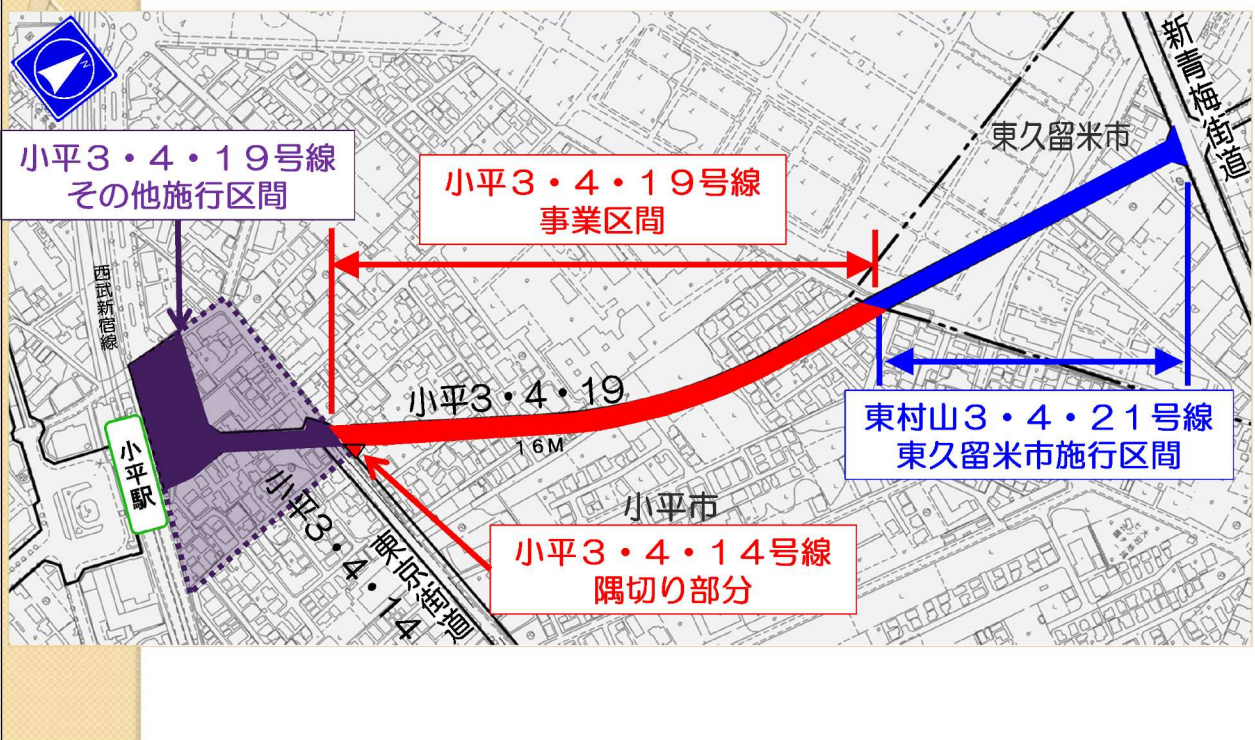 N
新青梅街道
東久留米市
小平3・4・19号線
その他施行区間
小平3・4・19号線
事業区間
西武新宿線
小平3・4・19
16M
小平駅
東村山3・4・21号線
東久留米市施行区間
小平3・4・14
東京街道
小平市
小平3・4・14号線
隅切り部分